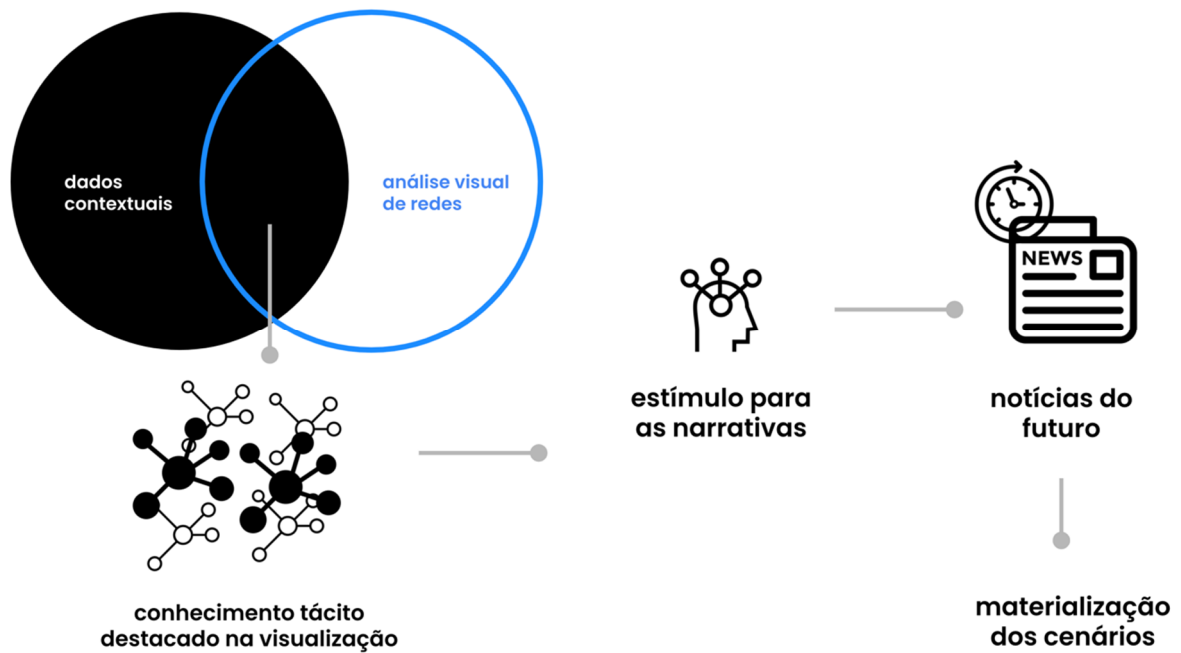 dados
contextuais
análise visual
de redes
conhecimento tácito
destacado na visualização
estímulo para
as narrativas
NEWS
notícias do
futuro
materialização
dos cenários